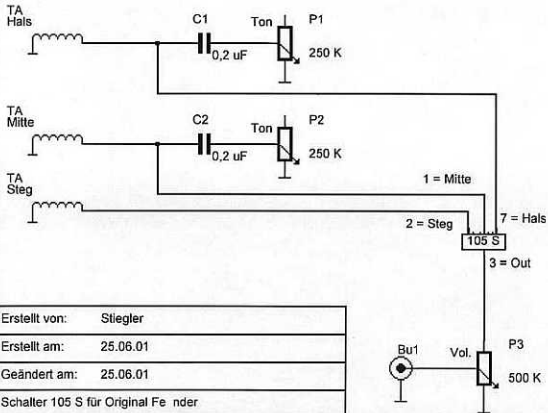 TA
Hals
C1
Ton
P1
0,2 uF
250 K
TA
Mitte
C2
Ton
P2
0,2 uF
250 K
1 = Mitte
TA
Steg
2 = Steg
7 = Hals
105 S
3 = Out
Erstellt von: Stiegler
Erstellt am: 25.06.01
Geändert am: 25.06.01
Schalter 105 S für Original Fe nder
Bu1
Vol.
P3
500 K